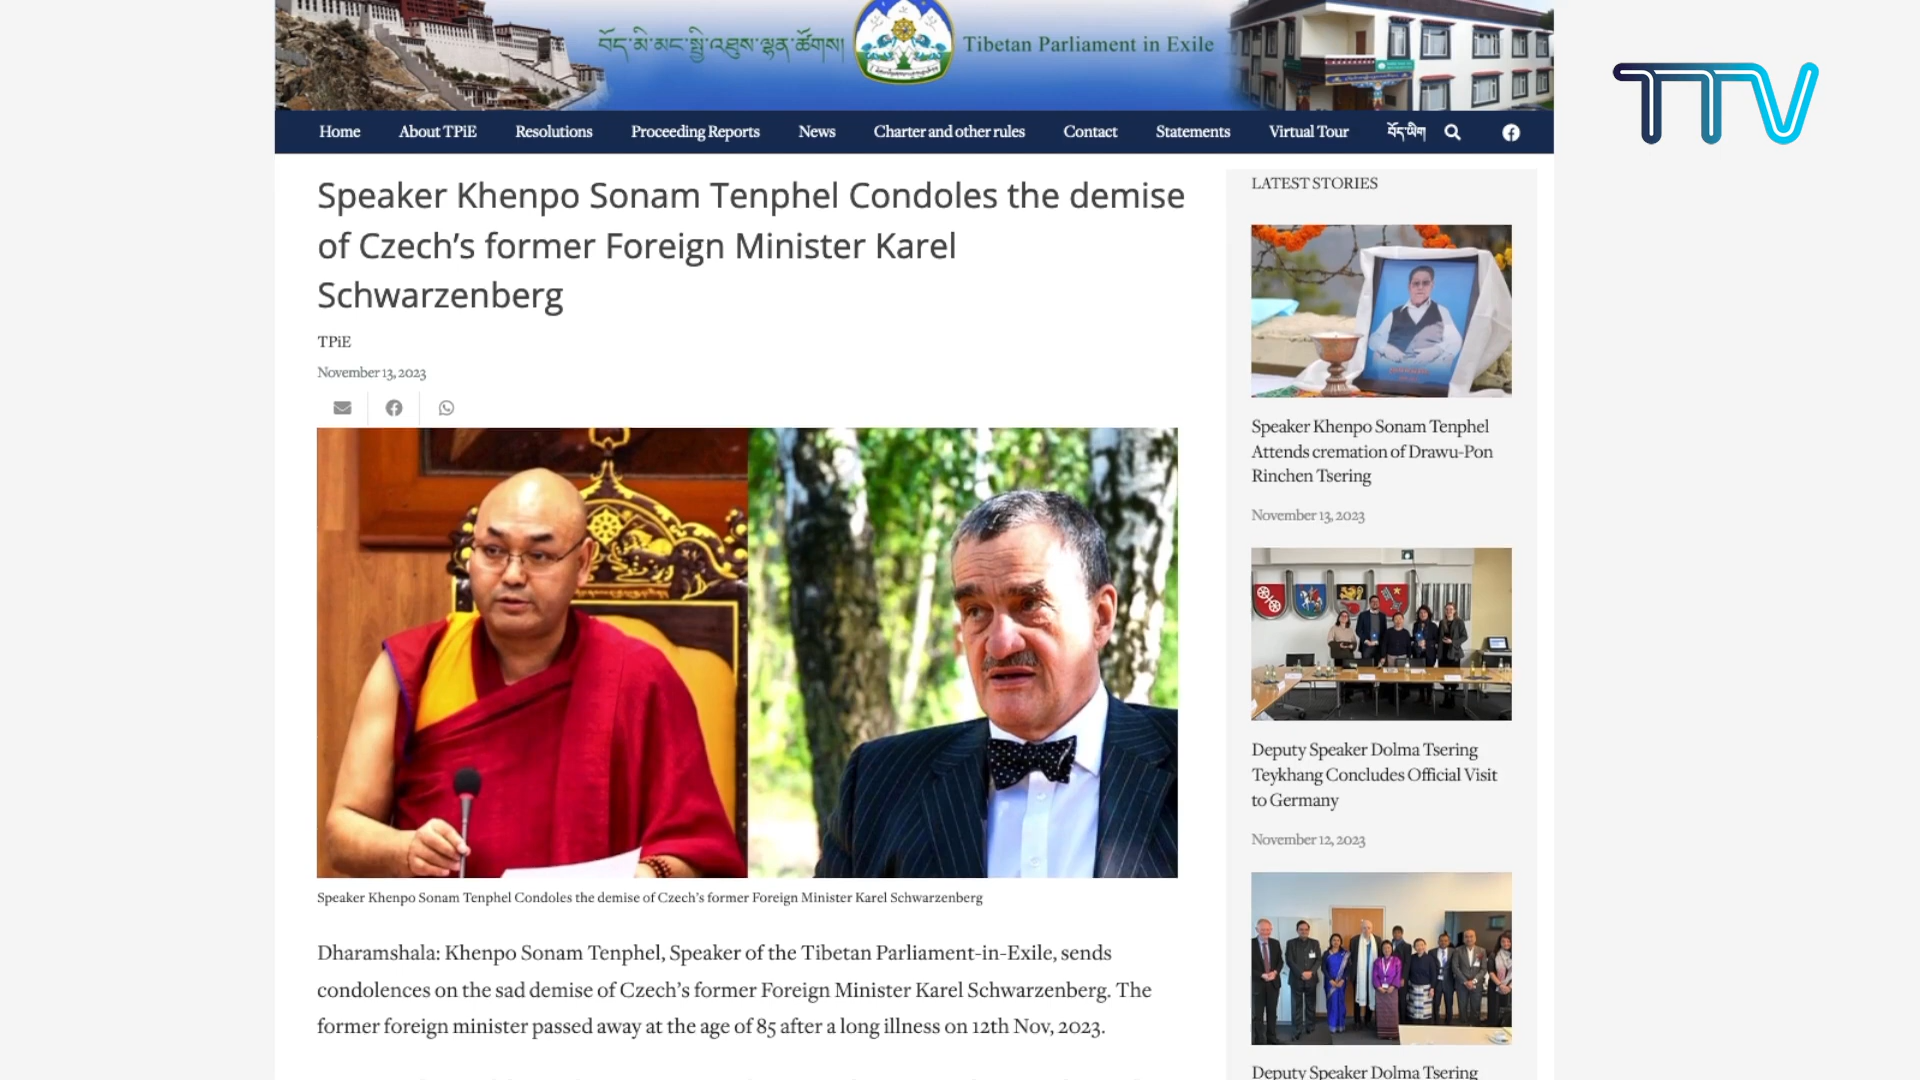 བོད་མི་མང་སྤྱི་འཐུས་ལྷན་ཚོགས།
Tibetan Parliament in Exile
TTV
Home
About TPiE
Resolutions
Proceeding Reports
News
Charter and other rules
Contact
Statements
Virtual Tour
བོད་ཡིག
Speaker Khenpo Sonam Tenphel Condoles the demise
of Czech’s former Foreign Minister Karel
Schwarzenberg
TPiE
November 13, 2023
Speaker Khenpo Sonam Tenphel Condoles the demise of Czech’s former Foreign Minister Karel Schwarzenberg
Dharamshala: Khenpo Sonam Tenphel, Speaker of the Tibetan Parliament-in-Exile, sends
condolences on the sad demise of Czech’s former Foreign Minister Karel Schwarzenberg. The
former foreign minister passed away at the age of 85 after a long illness on 12th Nov, 2023.
LATEST STORIES
Speaker Khenpo Sonam Tenphel
Attends cremation of Drawu-Pon
Rinchen Tsering
November 13, 2023
Deputy Speaker Dolma Tsering
Teykhang Concludes Official Visit
to Germany
November 12, 2023
Deputy Speaker Dolma Tsering